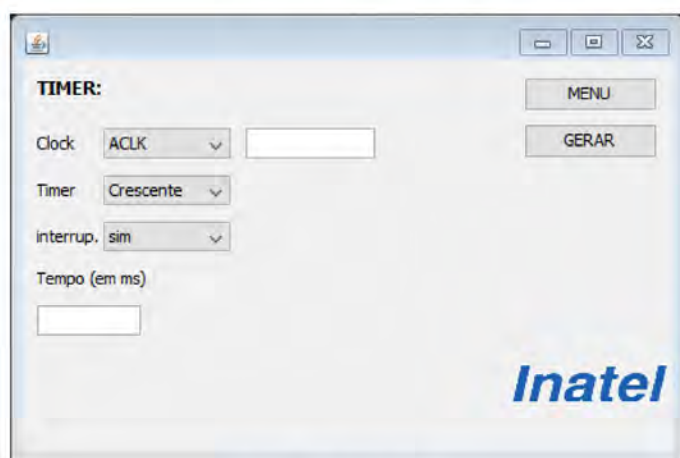 TIMER:
MENU
Clock ACLK
GERAR
Timer Crescente
interrup. sim
Tempo (em ms)
Inatel